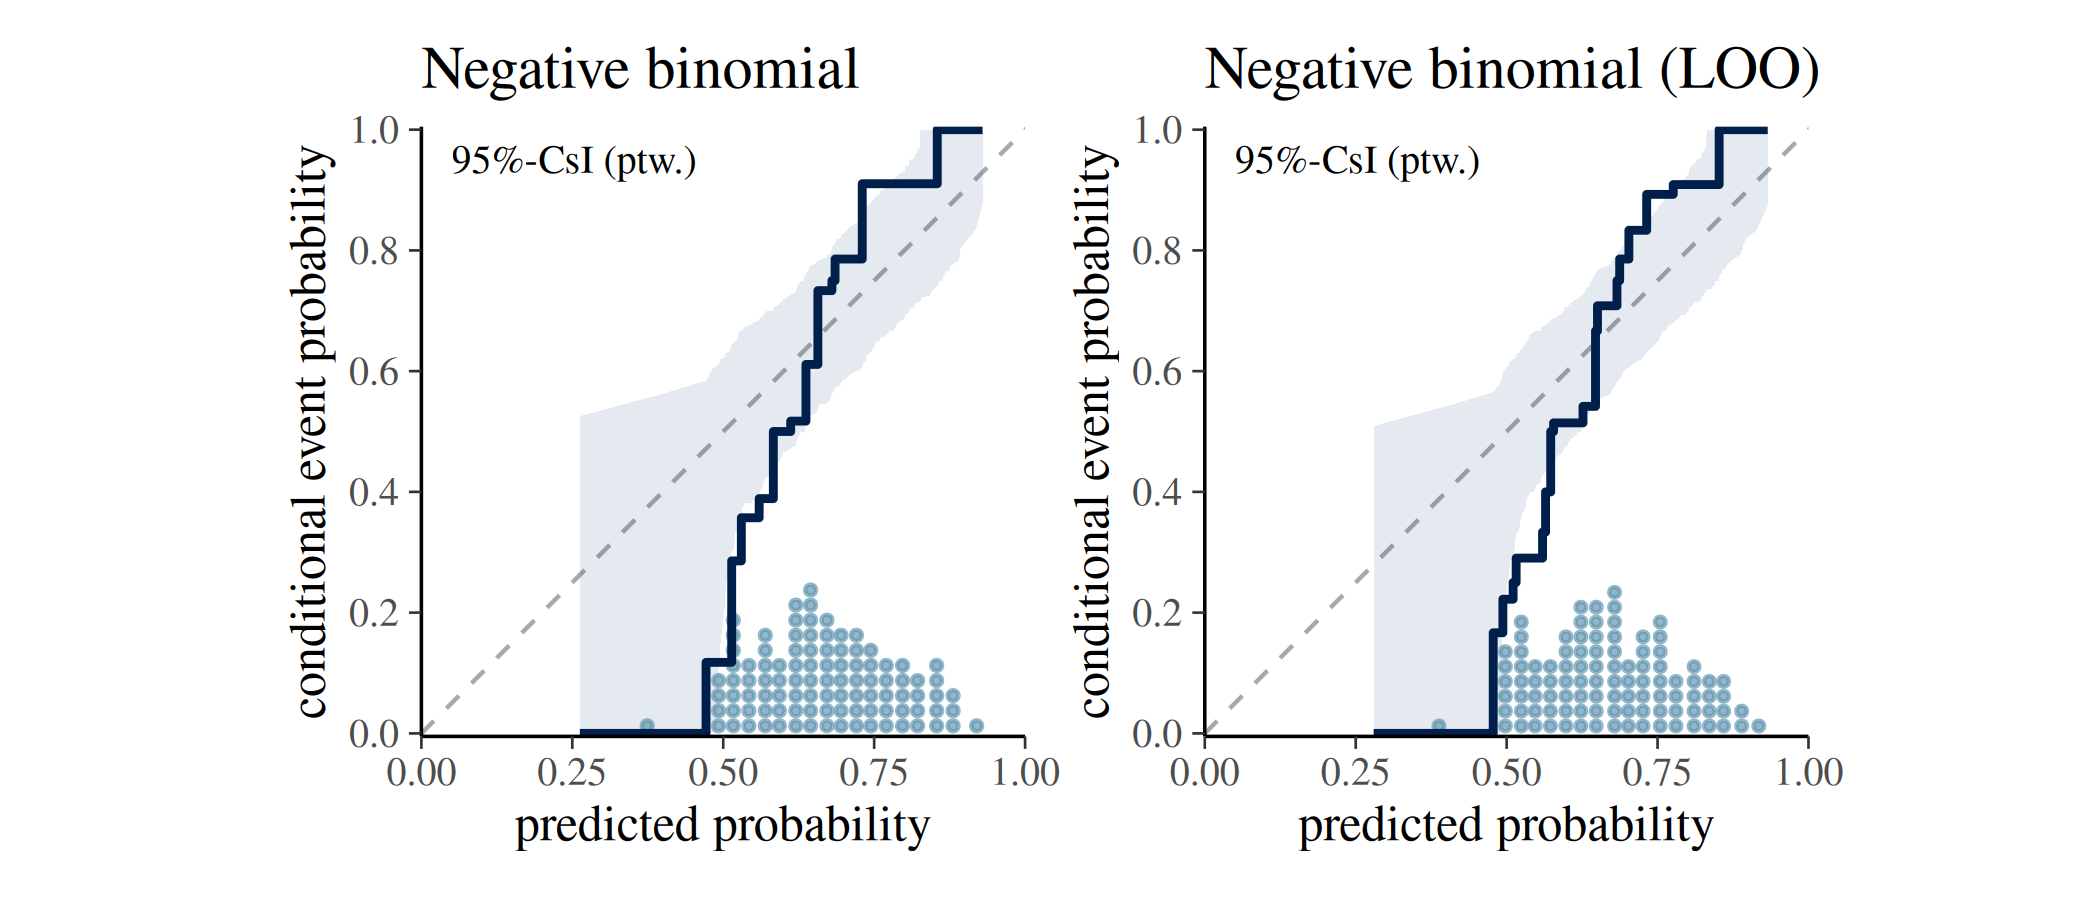 Negative binomial
95%-CsI (ptw.)
conditional event probability
1.0
0.8
0.6
0.4
0.2
0.0
0.00 0.25 0.50 0.75 1.00
predicted probability
Negative binomial (LOO)
95%-CsI (ptw.)
conditional event probability
1.0
0.8
0.6
0.4
0.2
0.0
0.00 0.25 0.50 0.75 1.00
predicted probability